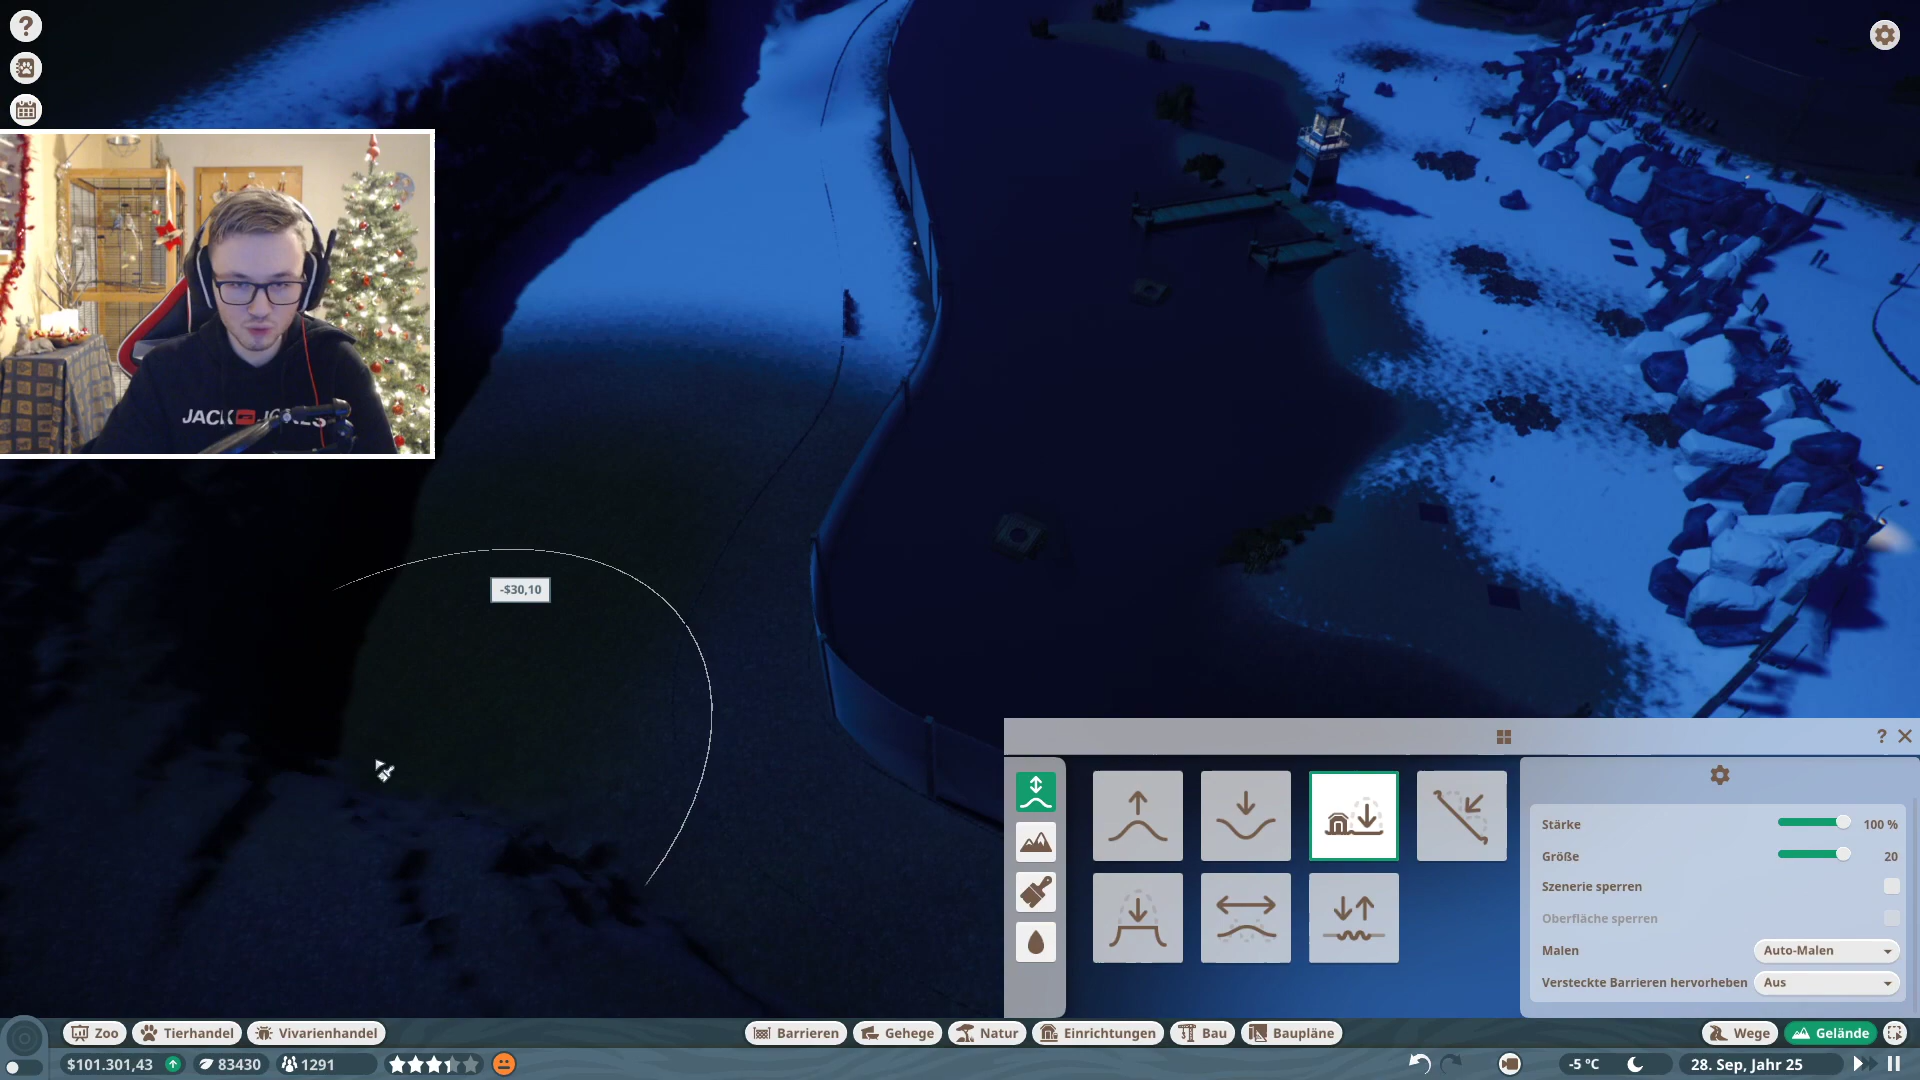 ?
JACK & JONES
-$30,10
?
Stärke 100 %
Größe 20
Szenerie sperren
Oberfläche sperren
Malen Auto-Malen
Versteckte Barrieren hervorheben Aus
Zoo Tierhandel Vivarienhandel Barrieren Gehege Natur Einrichtungen Bau Baupläne Wege Gelände
$101.301,43 83430 1291 -5 °C 28. Sep, Jahr 25